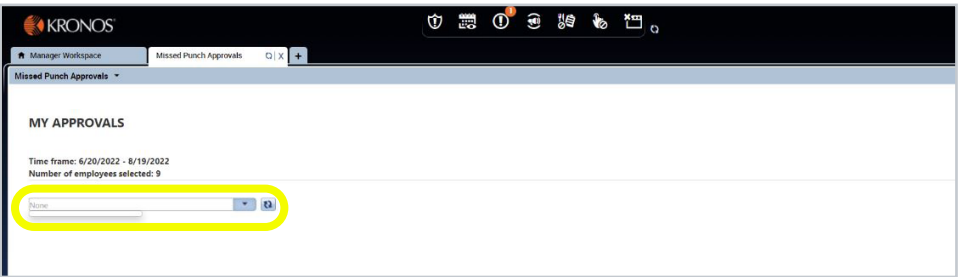 KRONOS
1
Manager Workspace
Missed Punch Approvals
X
+
Missed Punch Approvals
MY APPROVALS
Time frame: 6/20/2022 - 8/19/2022
Number of employees selected: 9
None